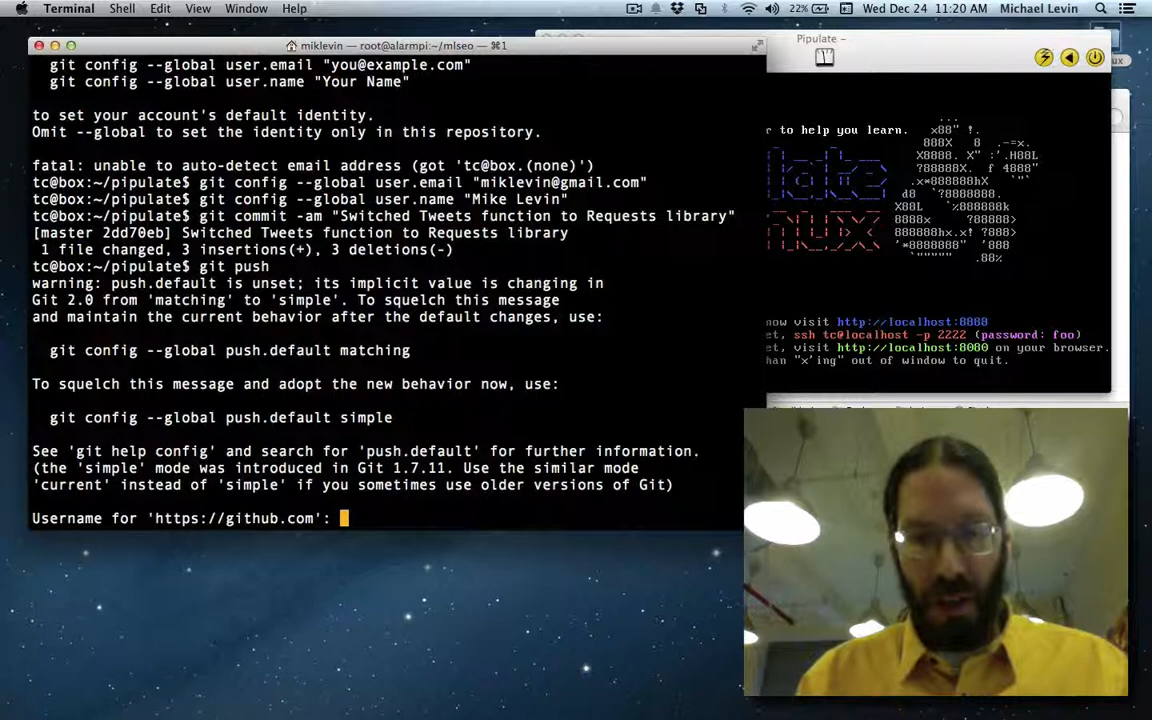 Terminal Shell Edit View Window Help 22% Wed Dec 24 11:20 AM Michael Levin
miklevin — root@alarmpi:~/mlseo — ⌘1
git config --global user.email "you@example.com"
git config --global user.name "Your Name"
to set your account's default identity.
Omit --global to set the identity only in this repository.
fatal: unable to auto-detect email address (got 'tc@box.(none)')
tc@box:~/pipulate$ git config --global user.email "miklevin@gmail.com"
tc@box:~/pipulate$ git config --global user.name "Mike Levin"
tc@box:~/pipulate$ git commit -am "Switched Tweets function to Requests library"
[master 2dd70eb] Switched Tweets function to Requests library
1 file changed, 3 insertions(+), 3 deletions(-)
tc@box:~/pipulate$ git push
warning: push.default is unset; its implicit value is changing in
Git 2.0 from 'matching' to 'simple'. To squelch this message
and maintain the current behavior after the default changes, use:
git config --global push.default matching
To squelch this message and adopt the new behavior now, use:
git config --global push.default simple
See 'git help config' and search for 'push.default' for further information.
(the 'simple' mode was introduced in Git 1.7.11. Use the similar mode
'current' instead of 'simple' if you sometimes use older versions of Git)
Username for 'https://github.com':
Pipulate ~
r to help you learn.
now visit http://localhost:8888
et, ssh tc@localhost -p 2222 (password: foo)
et, visit http://localhost:8080 on your browser.
han "x'ing" out of window to quit.
ux